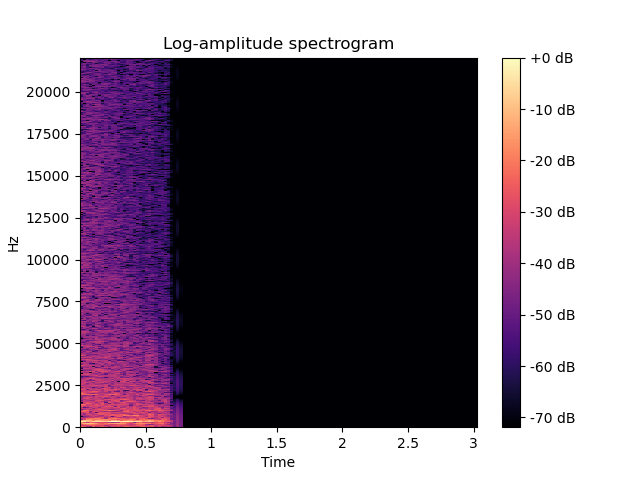 Log-amplitude spectrogram
Hz
20000
17500
15000
12500
10000
7500
5000
2500
0
0 0.5 1 1.5 2 2.5 3
Time
+0 dB
-10 dB
-20 dB
-30 dB
-40 dB
-50 dB
-60 dB
-70 dB